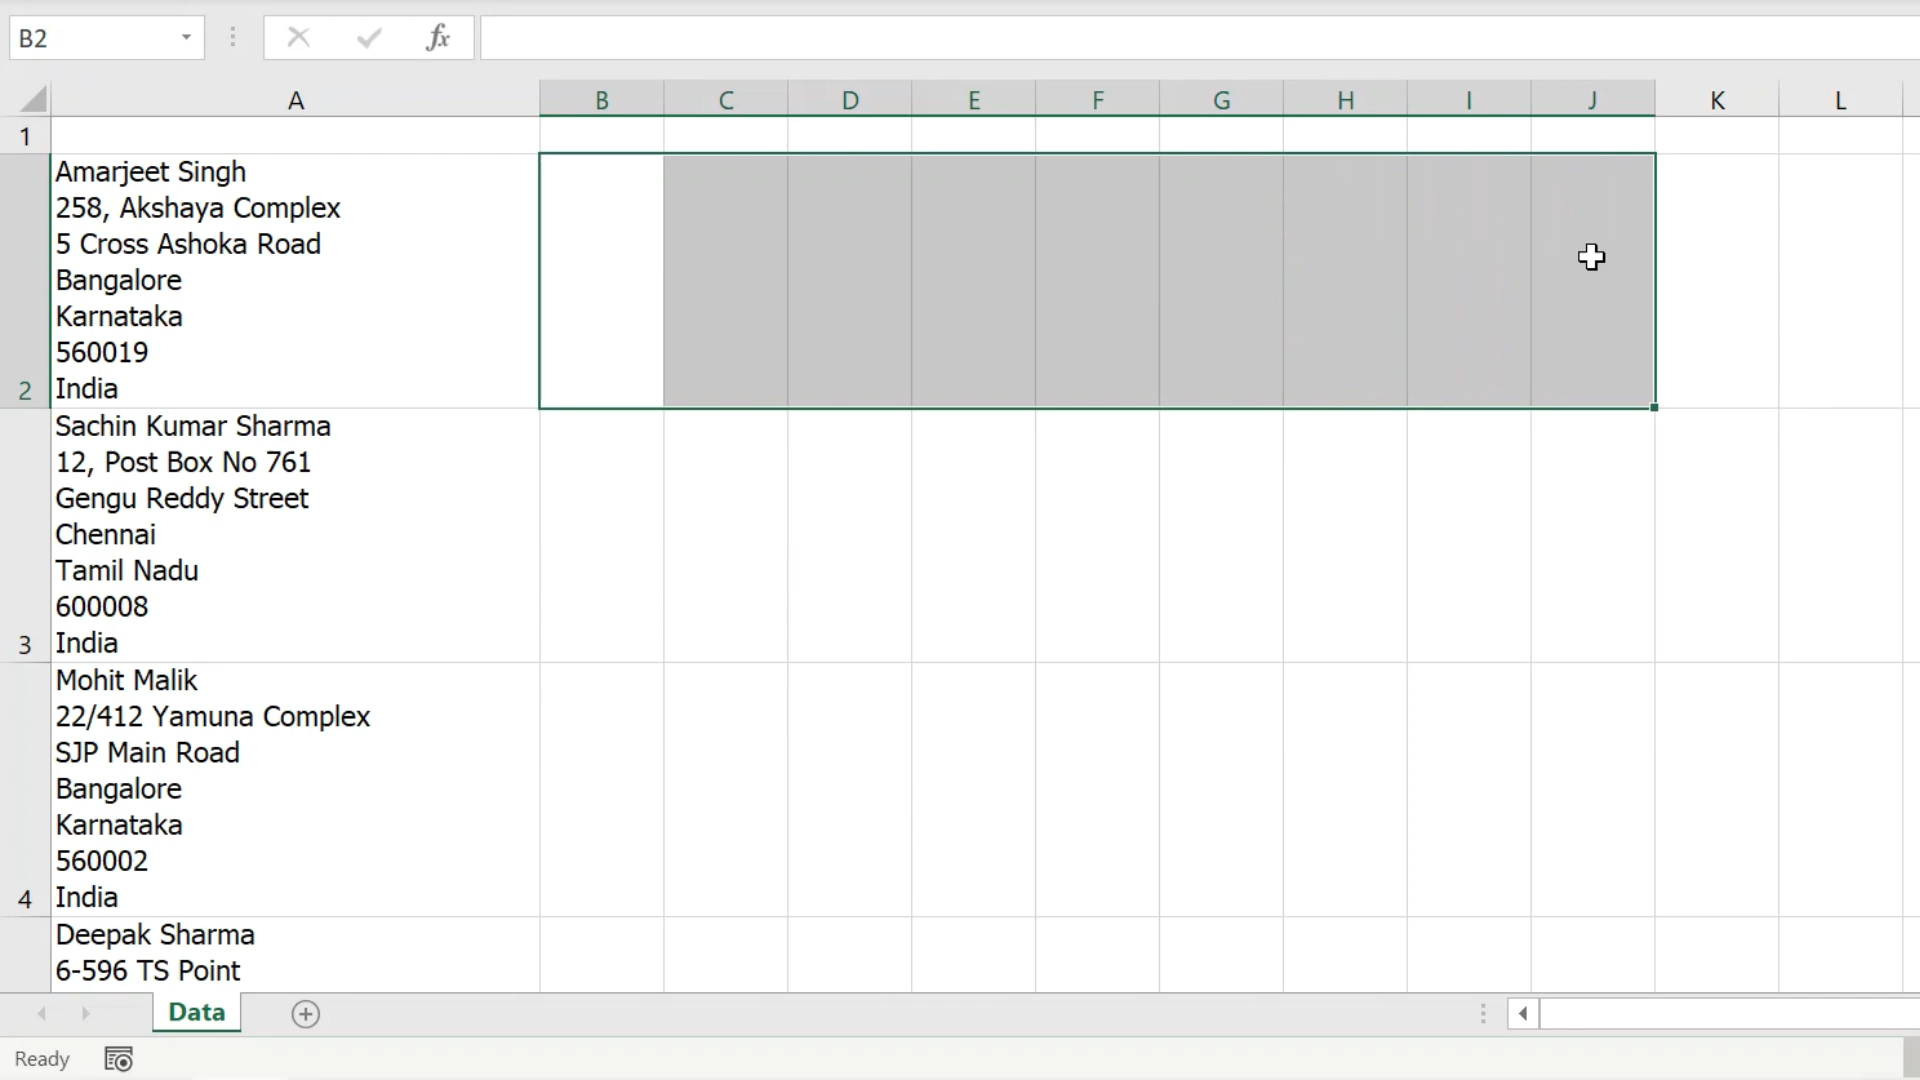 B2
fx
A B C D E F G H I J K L
1
Amarjeet Singh
258, Akshaya Complex
5 Cross Ashoka Road
Bangalore
Karnataka
560019
2 India
Sachin Kumar Sharma
12, Post Box No 761
Gengu Reddy Street
Chennai
Tamil Nadu
600008
3 India
Mohit Malik
22/412 Yamuna Complex
SJP Main Road
Bangalore
Karnataka
560002
4 India
Deepak Sharma
6-596 TS Point
Data
Ready